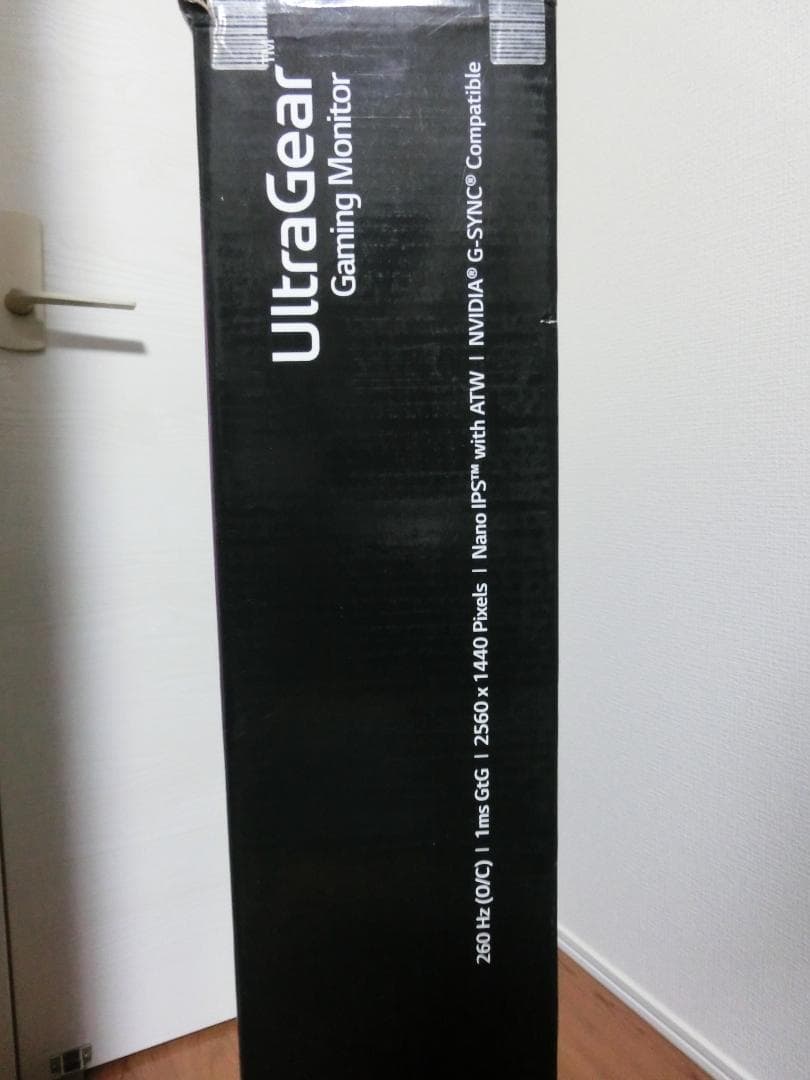 UltraGear™
Gaming Monitor
260 Hz (O/C) | 1ms GtG | 2560 x 1440 Pixels | Nano IPS™ with ATW | NVIDIA® G-SYNC® Compatible